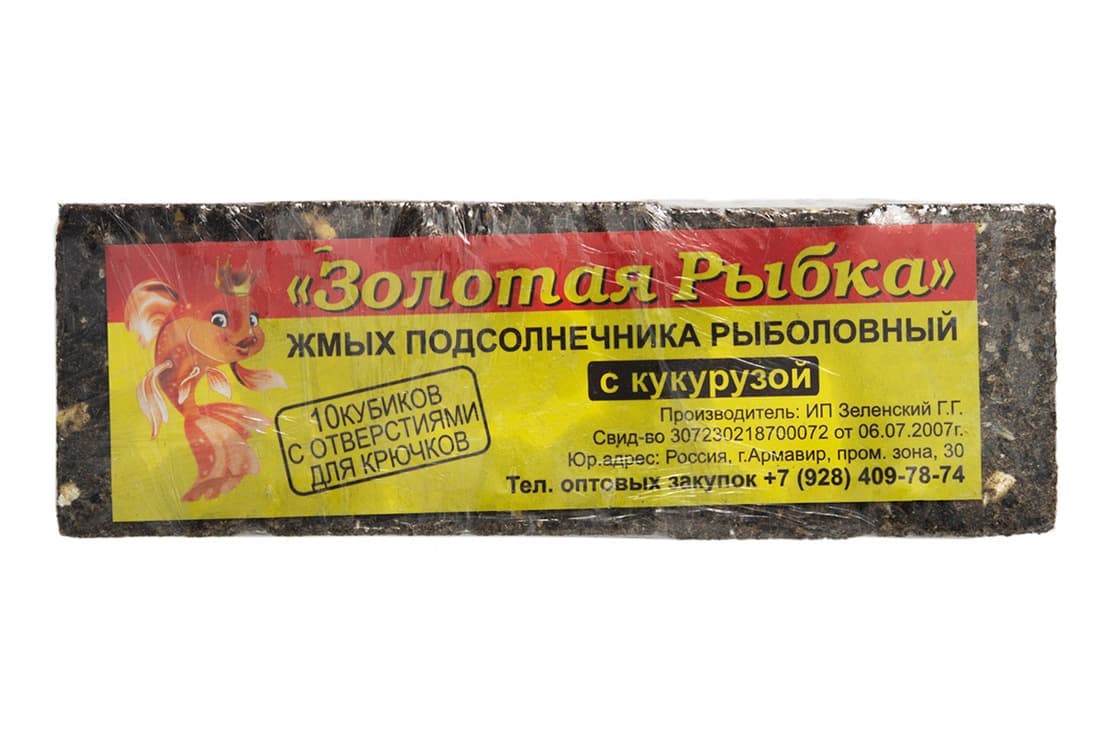 «Золотая Рыбка»
ЖМЫХ ПОДСОЛНЕЧНИКА РЫБОЛОВНЫЙ
с кукурузой
10КУБИКОВ
С ОТВЕРСТИЯМИ
ДЛЯ КРЮЧКОВ
Производитель: ИП Зеленский Г.Г.
Свид-во 307230218700072 от 06.07.2007г.
Юр.адрес: Россия, г.Армавир, пром. зона, 30
Тел. оптовых закупок +7 (928) 409-78-74